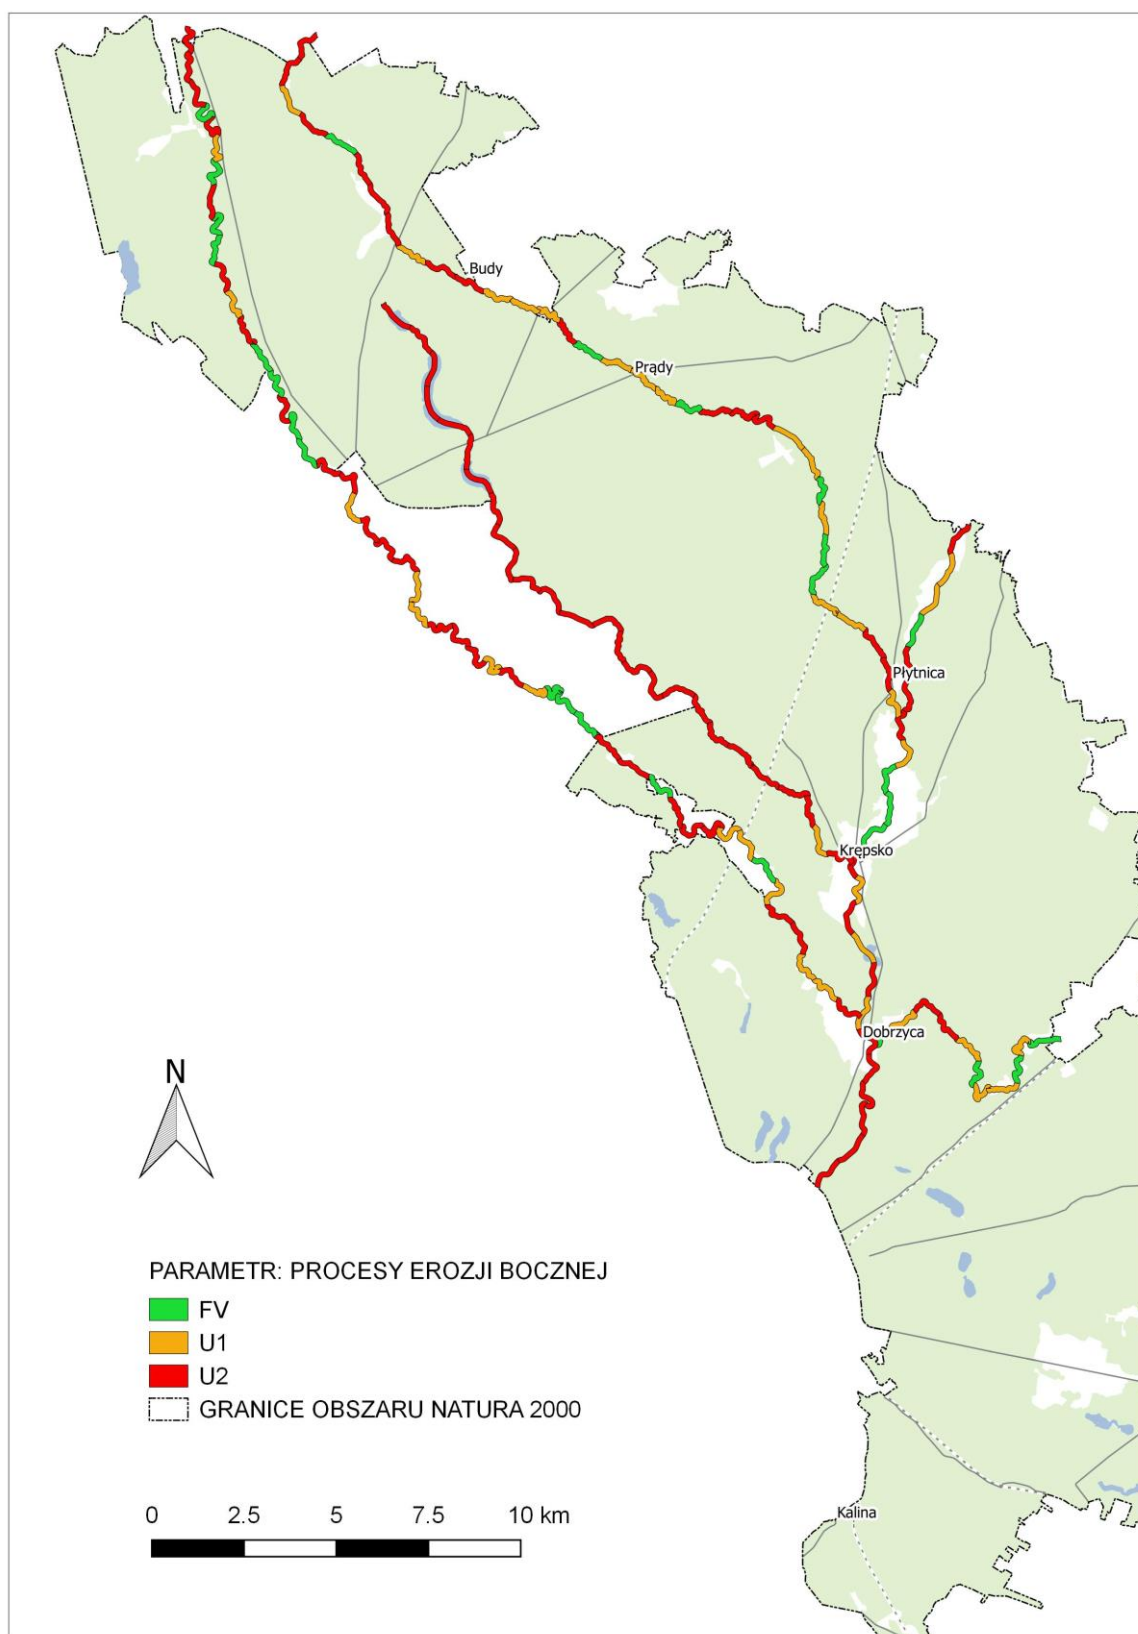 Budy
Prądy
Płytnica
Krępsko
Dobrzyca
N
PARAMETR: PROCESY EROZJI BOCZNEJ
FV
U1
U2
GRANICE OBSZARU NATURA 2000
0 2.5 5 7.5 10 km
Kalina